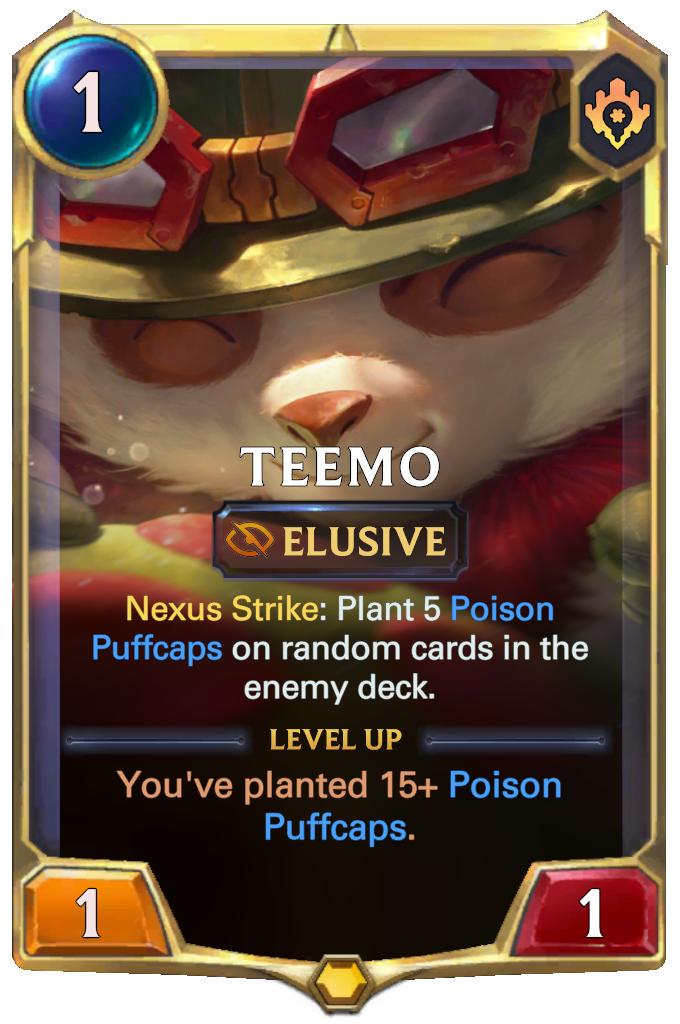 1
TEEMO
ELUSIVE
Nexus Strike: Plant 5 Poison
Puffcaps on random cards in the
enemy deck.
LEVEL UP
You've planted 15+ Poison
Puffcaps.
1
1